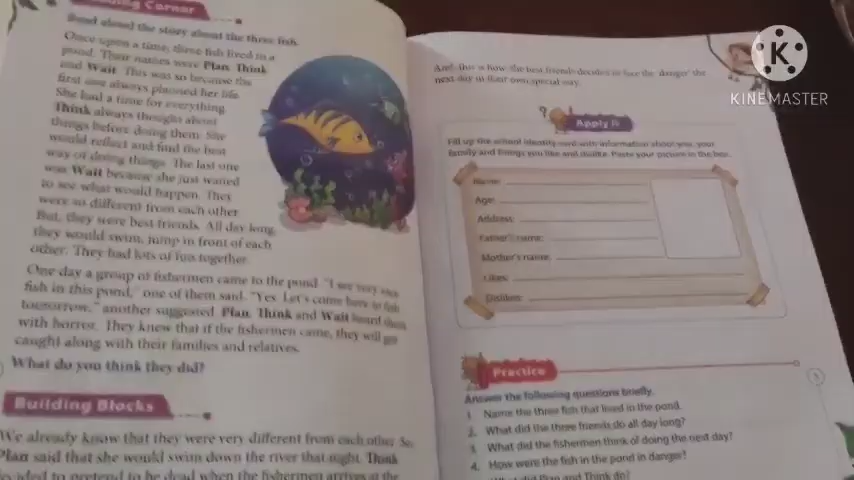 Corner
Read aloud the story about the three fish.
Once upon a time, three fish lived in a
pond. Their names were Plan, Think
and Wait. This was so because the
first one always planned her life.
She had a time for everything
Think always thought about
things before doing them. She
would reflect and find the best
way of doing things. The last one
was Wait because she just waited
to see what would happen. They
were so different from each other
But, they were best friends. All day long,
they would swim, jump in front of each
other. They had lots of fun together.
One day a group of fishermen came to the pond. "I see very nice
fish in this pond," one of them said. "Yes. Let's come here to fish
tomorrow," another suggested. Plan, Think and Wait heard them
with horror. They knew that if the fishermen came, they will get
caught along with their families and relatives.
What do you think they did?
Building Blocks
We already know that they were very different from each other. So,
Plan said that she would swim down the river that night. Think
decided to pretend to be dead when the fishermen arrives at the
And this is how the best friends decides to face the 'danger' the
next day in their own special way.
Apply It
Fill up the school identity card with information about you, your
family and things you like and dislike. Paste your picture in the box.
Name:
Age:
Address:
Father's name:
Mother's name:
Likes:
Dislikes:
Practice
Answer the following questions briefly.
1. Name the three fish that lived in the pond.
2. What did the three friends do all day long?
3. What did the fishermen think of doing the next day?
4. How were the fish in the pond in danger?
What did Plan and Think do?
K
KINEMASTER